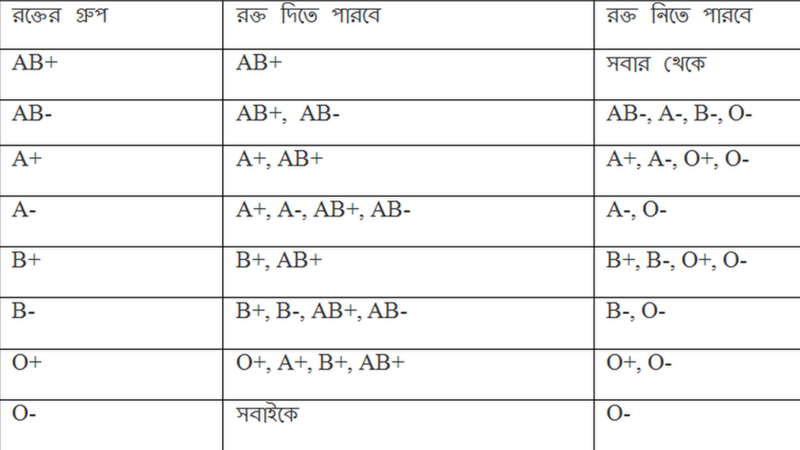 রক্তের গ্রুপ রক্ত দিতে পারবে রক্ত নিতে পারবে
AB+ AB+ সবার থেকে
AB- AB+, AB- AB-, A-, B-, O-
A+ A+, AB+ A+, A-, O+, O-
A- A+, A-, AB+, AB- A-, O-
B+ B+, AB+ B+, B-, O+, O-
B- B+, B-, AB+, AB- B-, O-
O+ O+, A+, B+, AB+ O+, O-
O- সবাইকে O-